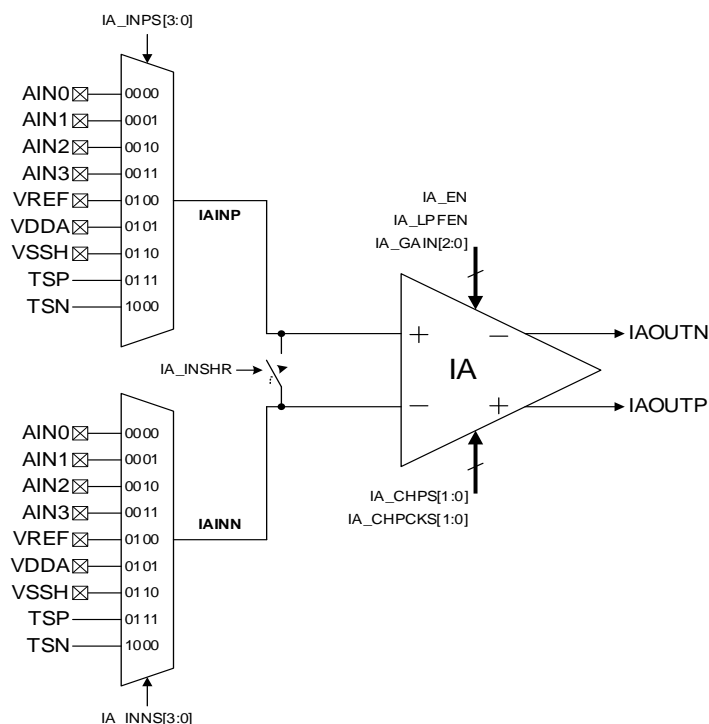 IA_INPS[3:0]
AIN0 0000
AIN1 0001
AIN2 0010
AIN3 0011
VREF 0100
VDDA 0101
VSSH 0110
TSP 0111
TSN 1000
IAINP
IA_EN
IA_LPFEN
IA_GAIN[2:0]
+ −
IAOUTN
IA_INSHR
IA
− +
IAOUTP
IA_CHPS[1:0]
IA_CHPCKS[1:0]
AIN0 0000
AIN1 0001
AIN2 0010
AIN3 0011
VREF 0100
VDDA 0101
VSSH 0110
TSP 0111
TSN 1000
IAINN
IA_INNS[3:0]